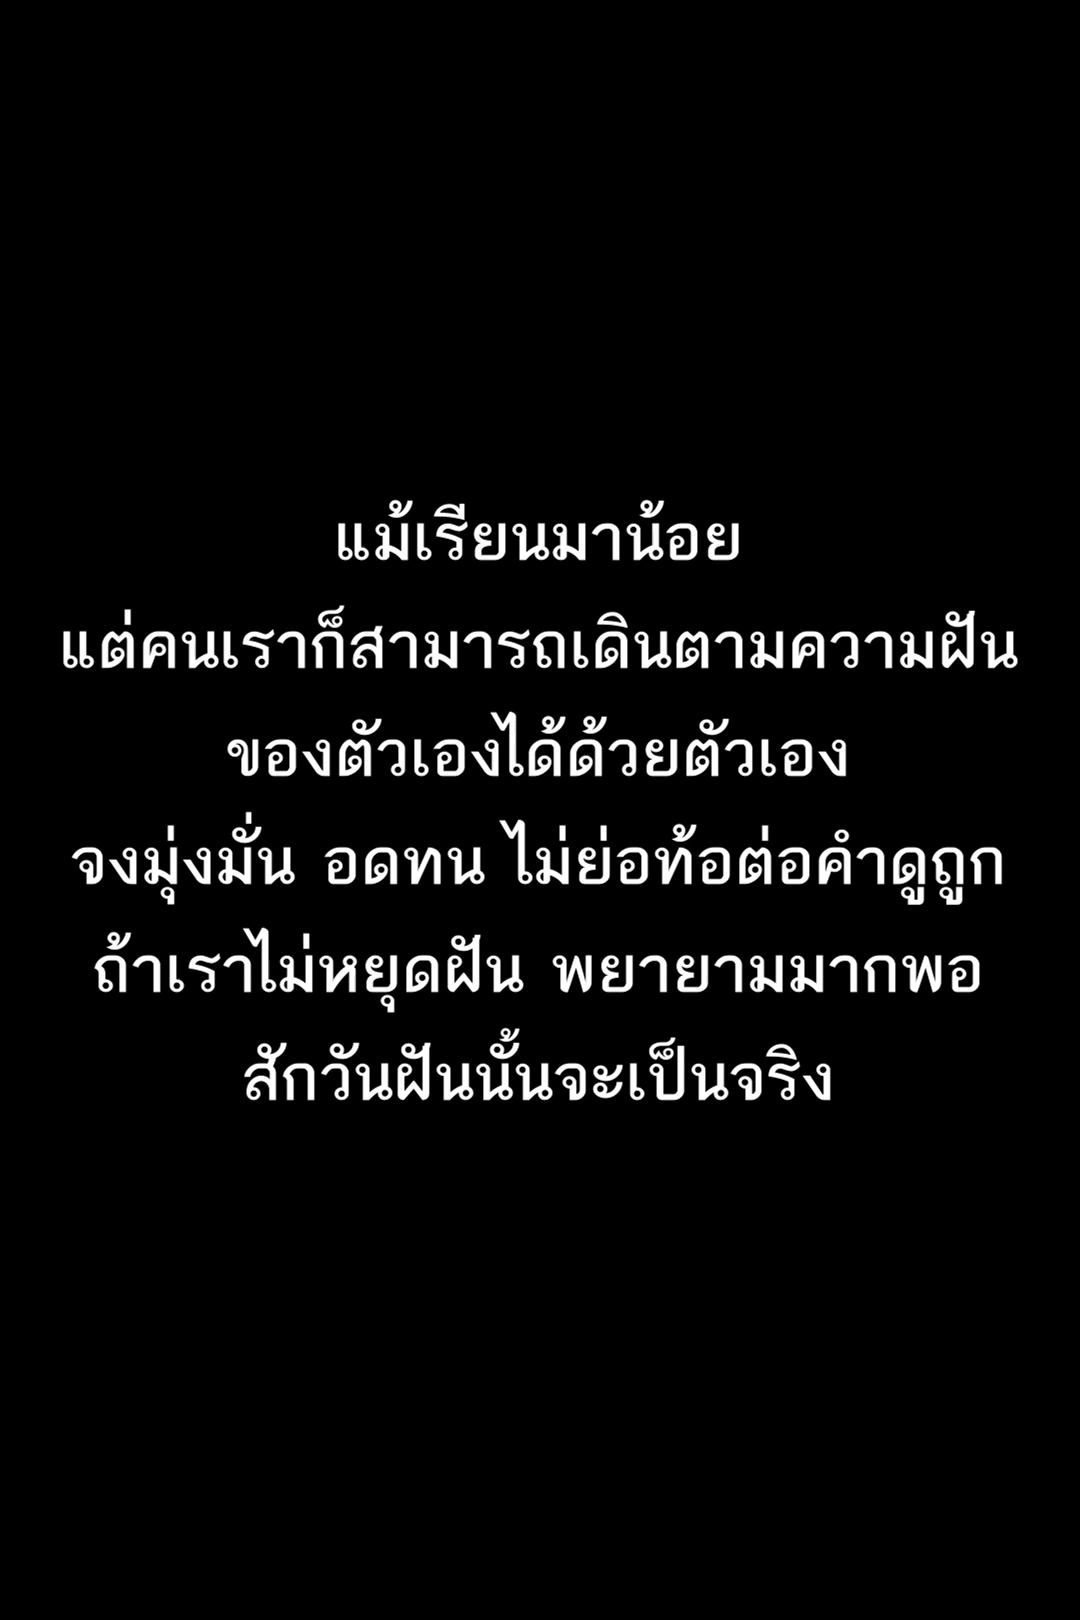 แม้เรียนมาน้อย
แต่คนเราก็สามารถเดินตามความฝัน
ของตัวเองได้ด้วยตัวเอง
จงมุ่งมั่น อดทน ไม่ย่อท้อต่อคำดูถูก
ถ้าเราไม่หยุดฝัน พยายามมากพอ
สักวันฝันนั้นจะเป็นจริง